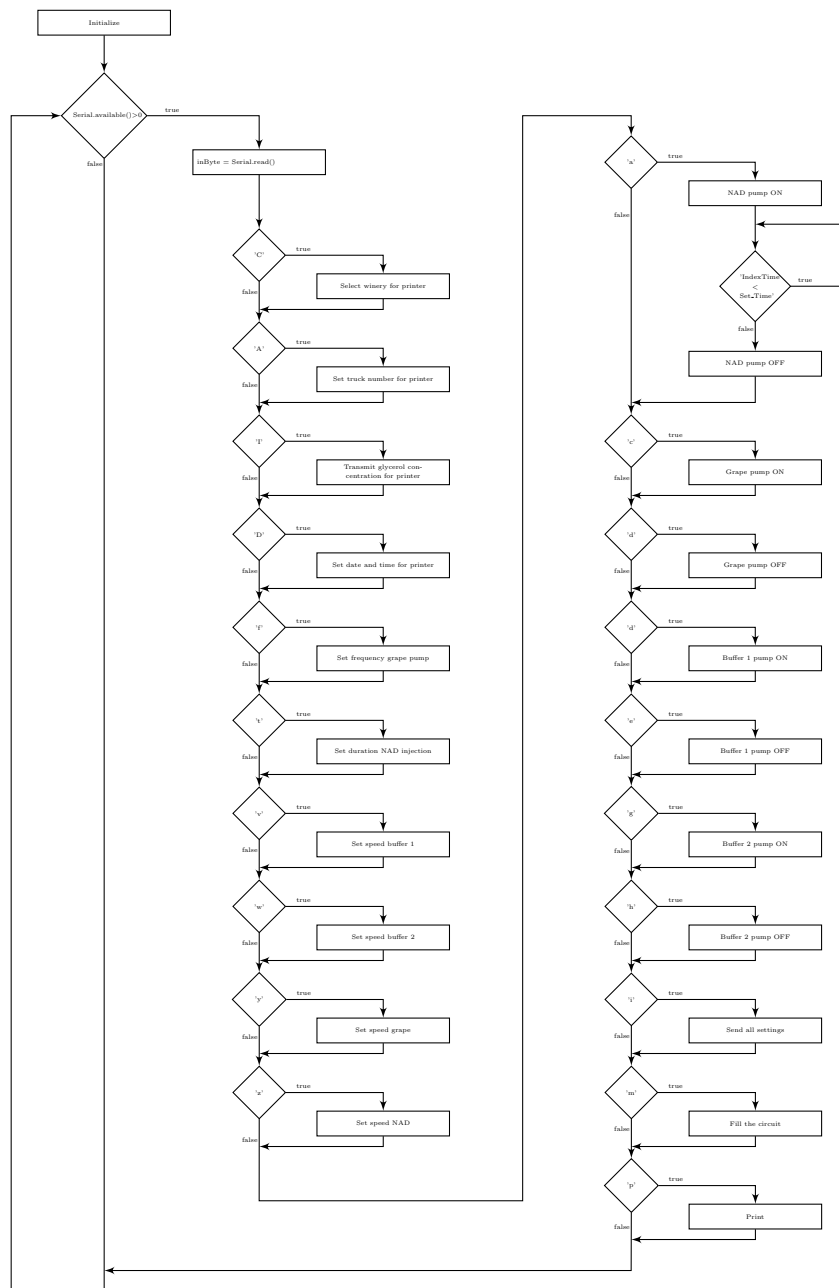 Initialize
Serial.available()>0
true
false
inByte = Serial.read()
'C'
true
false
Select winery for printer
'A'
true
false
Set truck number for printer
'I'
true
false
Transmit glycerol con-
centration for printer
'D'
true
false
Set date and time for printer
'f'
true
false
Set frequency grape pump
't'
true
false
Set duration NAD injection
'v'
true
false
Set speed buffer 1
'w'
true
false
Set speed buffer 2
'y'
true
false
Set speed grape
'z'
true
false
Set speed NAD
'a'
true
false
NAD pump ON
'IndexTime
<
Set_Time'
true
false
NAD pump OFF
'c'
true
false
Grape pump ON
'd'
true
false
Grape pump OFF
'd'
true
false
Buffer 1 pump ON
'e'
true
false
Buffer 1 pump OFF
'g'
true
false
Buffer 2 pump ON
'h'
true
false
Buffer 2 pump OFF
'i'
true
false
Send all settings
'm'
true
false
Fill the circuit
'p'
true
false
Print